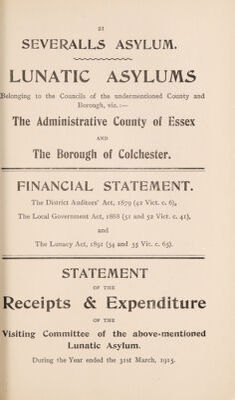 21
SEVERALLS ASYLUM.
LUNATIC ASYLUMS
Belonging to the Councils of the undermentioned County and
Borough, viz.:—
The Administrative County of Essex
AND
The Borough of Colchester.
FINANCIAL STATEMENT.
The District Auditors' Act, 1879 (42 Vict. c. 6),
The Local Government Act, 1888 (51 and 52 Vict. c. 41),
and
The Lunacy Act, 1891 (54 and 55 Vic. c. 65).
STATEMENT
OF THE
Receipts & Expenditure
OF THE
Visiting Committee of the above-mentioned
Lunatic Asylum.
During the Year ended the 31st March, 1915.